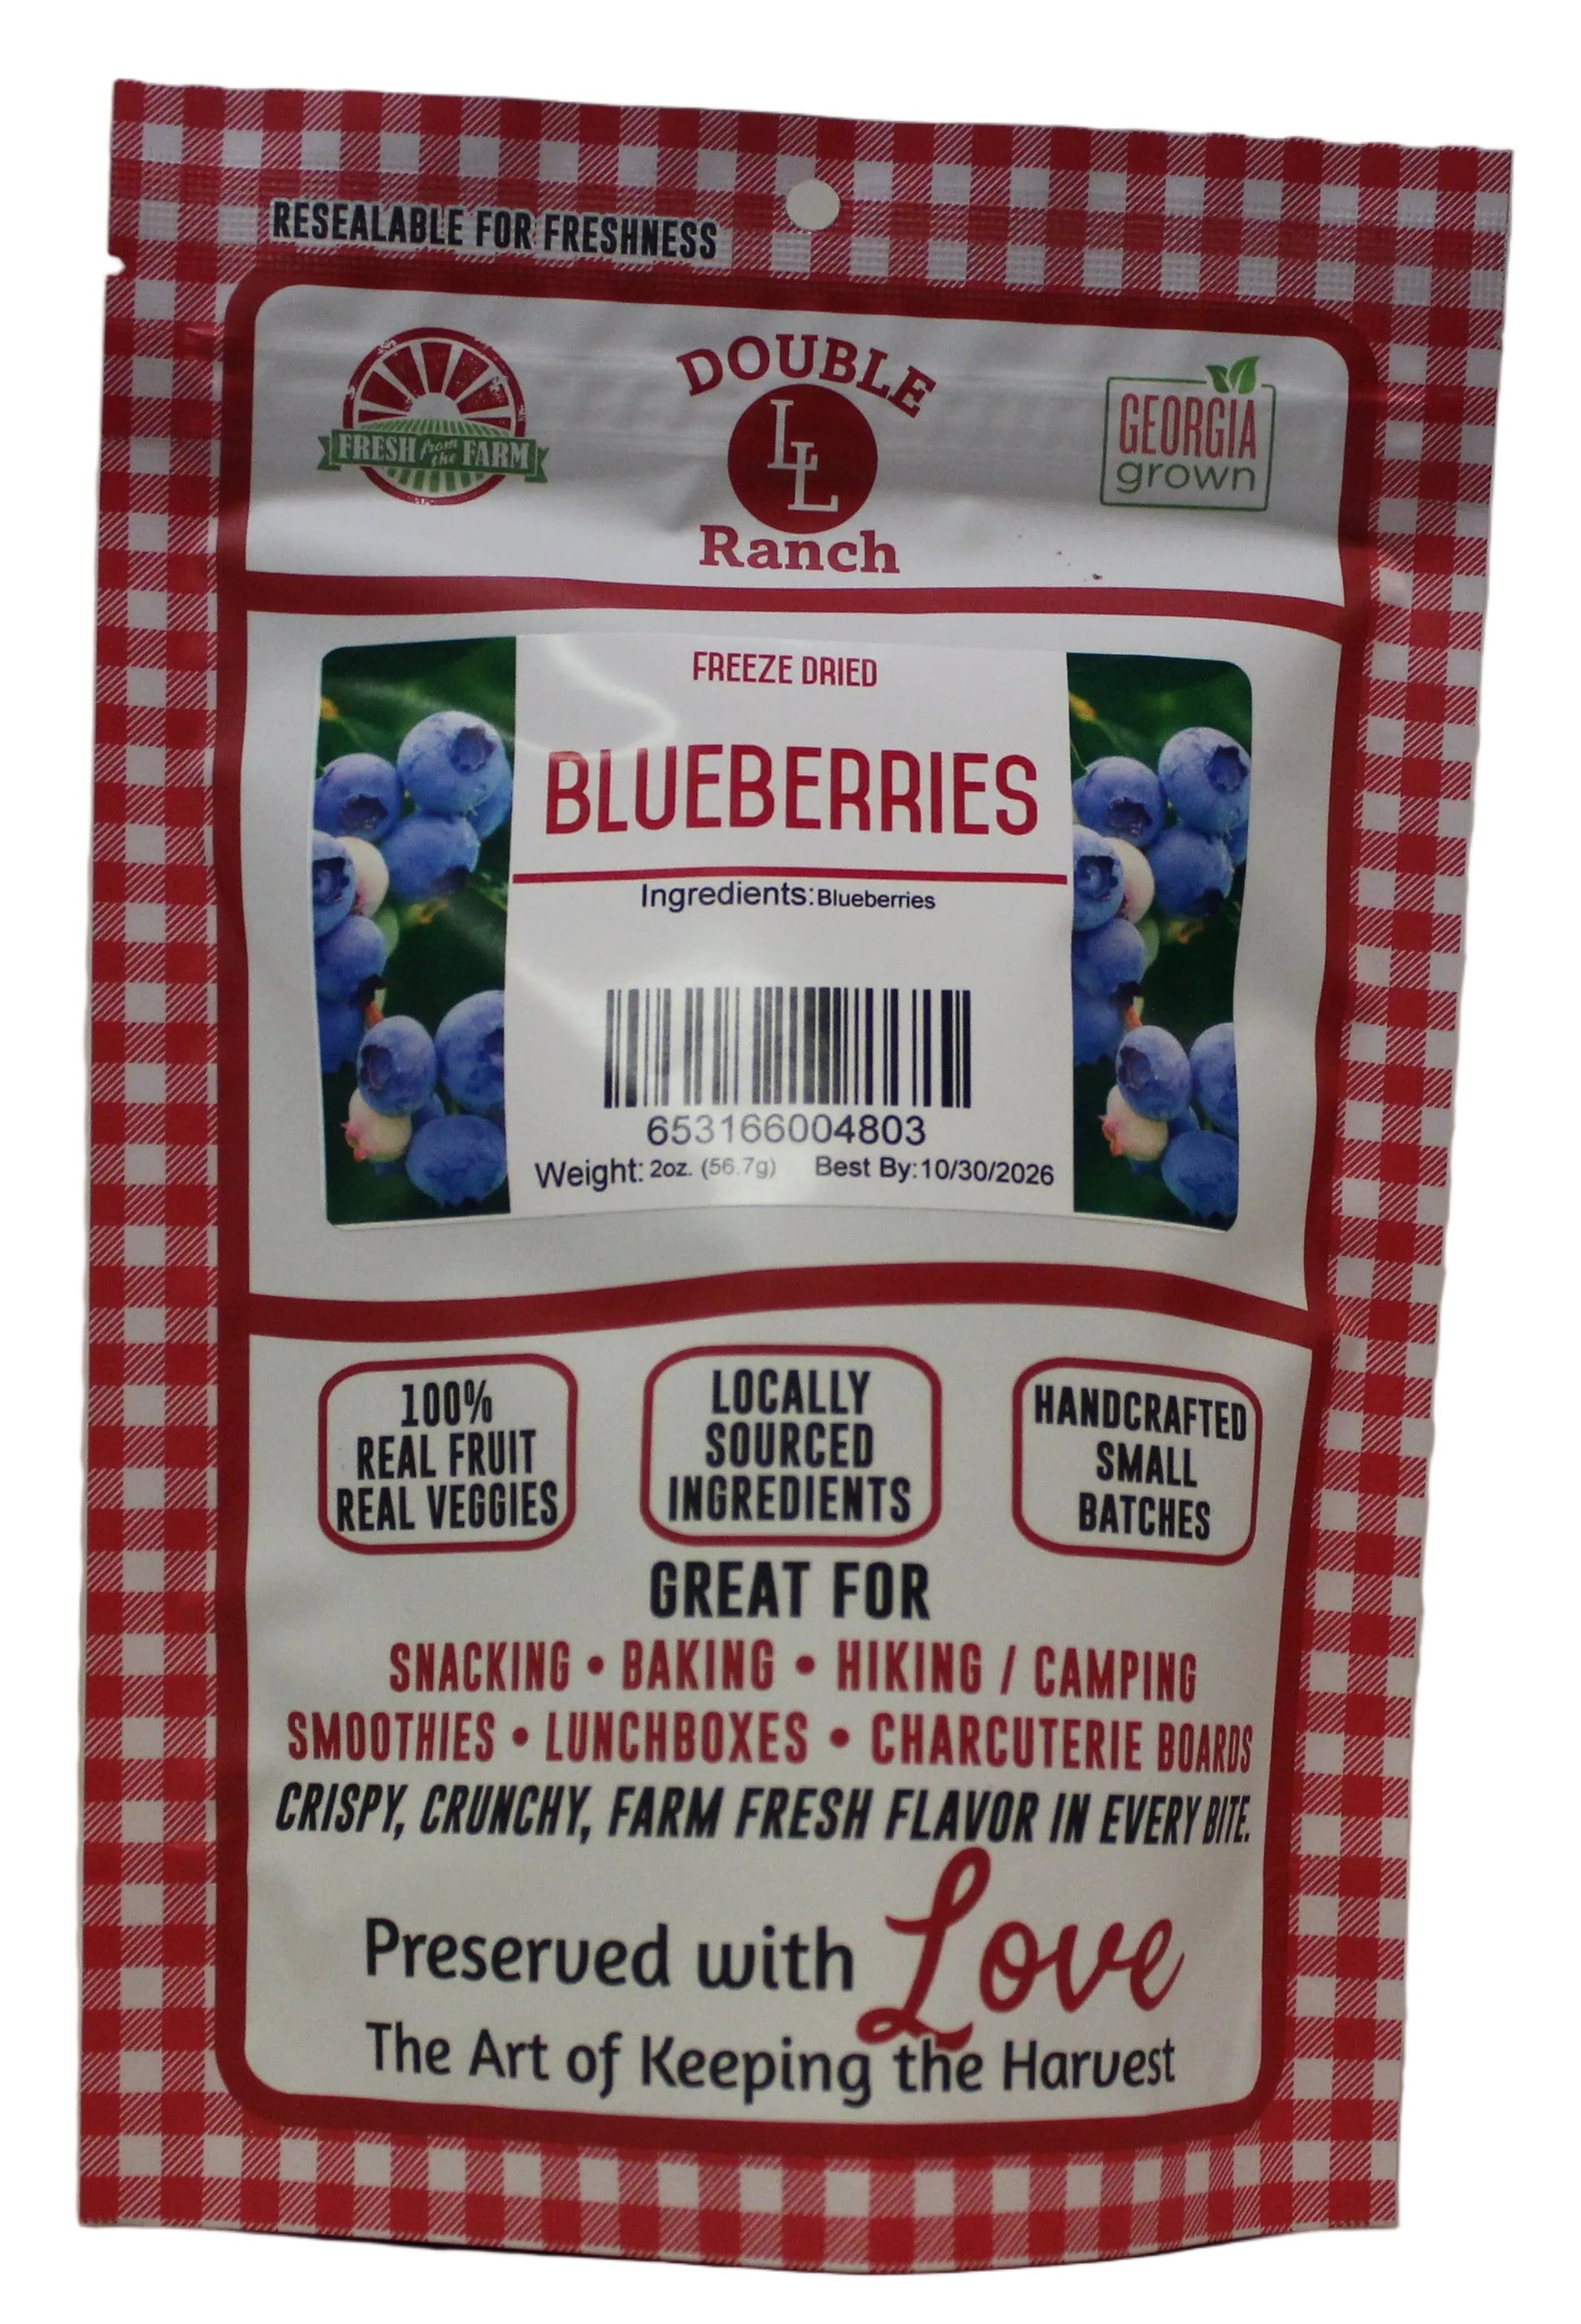 RESEALABLE FOR FRESHNESS
FRESH from the FARM
DOUBLE
LL
Ranch
GEORGIA
grown
FREEZE DRIED
BLUEBERRIES
Ingredients: Blueberries
653166004803
Weight: 2oz. (56.7g) Best By:10/30/2026
100%
REAL FRUIT
REAL VEGGIES
LOCALLY
SOURCED
INGREDIENTS
HANDCRAFTED
SMALL
BATCHES
GREAT FOR
SNACKING • BAKING • HIKING / CAMPING
SMOOTHIES • LUNCHBOXES • CHARCUTERIE BOARDS
CRISPY, CRUNCHY, FARM FRESH FLAVOR IN EVERY BITE.
Preserved with Love
The Art of Keeping the Harvest